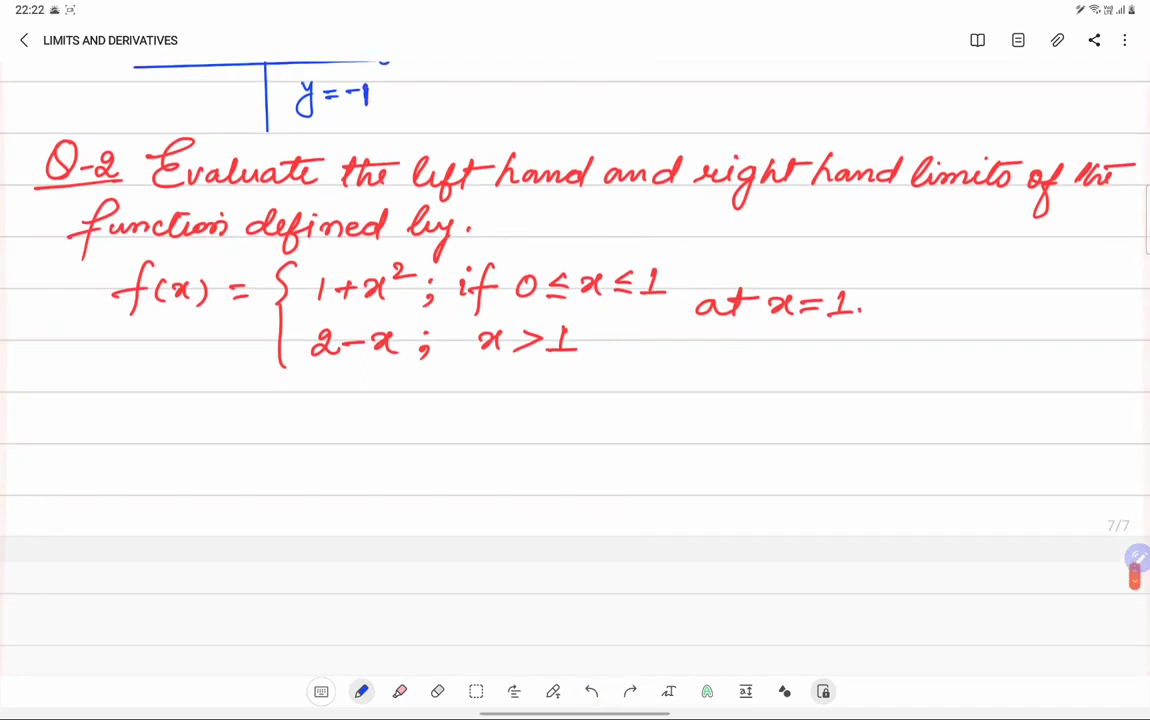 22:22
LIMITS AND DERIVATIVES
y = -1
Q-2 Evaluate the left hand and right hand limits of the
function defined by.
f(x) = { 1+x² ; if 0 ≤ x ≤ 1 at x = 1.
2-x ; x > 1
7/7